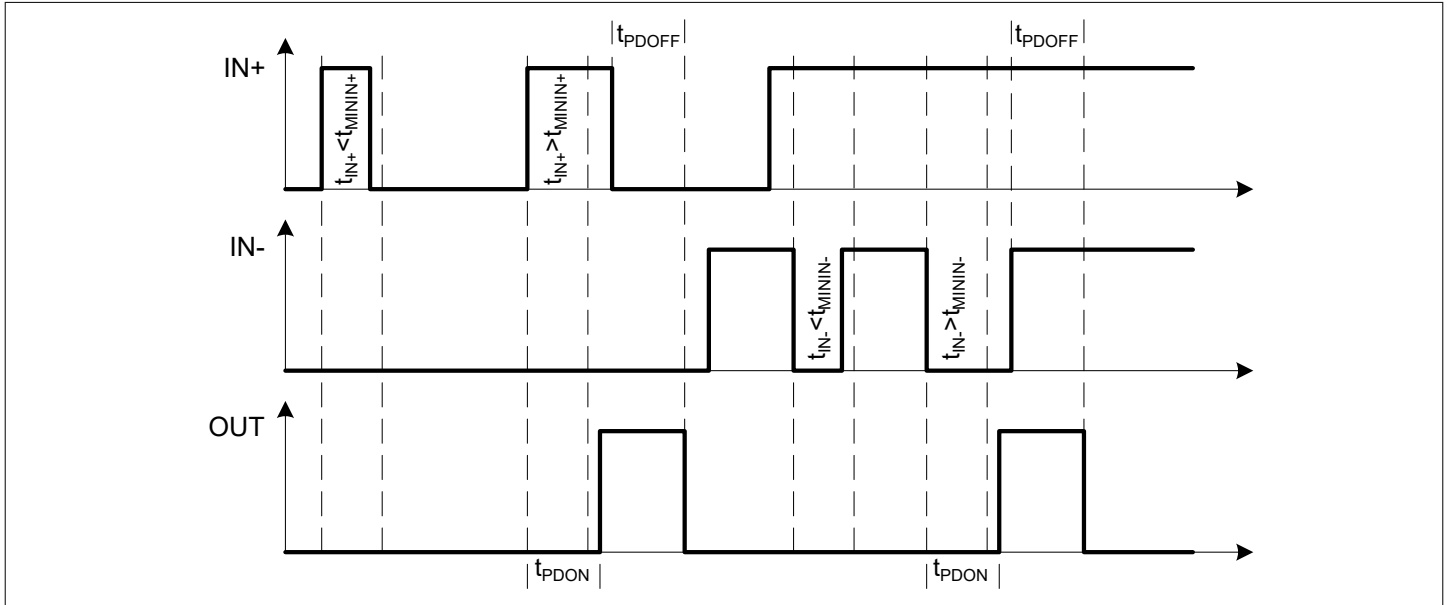 tPDOFF
tPDOFF
IN+
tIN+<tMININ+
tIN+>tMININ+
IN-
tIN-<tMININ-
tIN->tMININ-
OUT
tPDON
tPDON